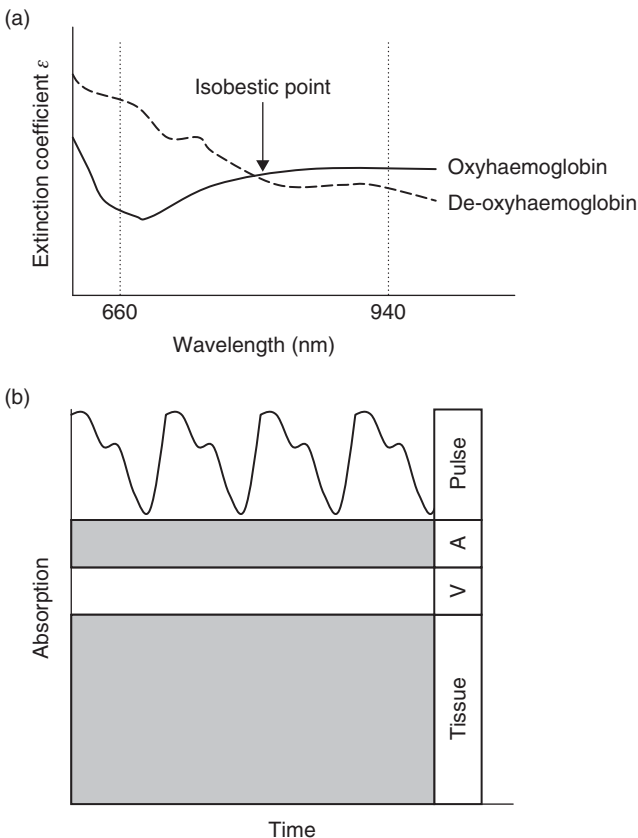 (a)
Extinction coefficient ε
Isobestic point
Oxyhaemoglobin
De-oxyhaemoglobin
660
940
Wavelength (nm)
(b)
Absorption
Pulse
A
V
Tissue
Time